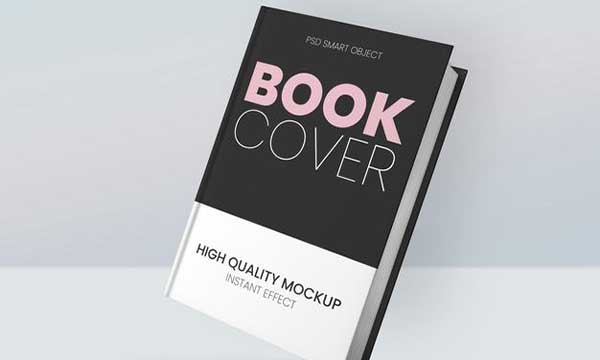 PSD SMART OBJECT
BOOK
COVER
HIGH QUALITY MOCKUP
INSTANT EFFECT